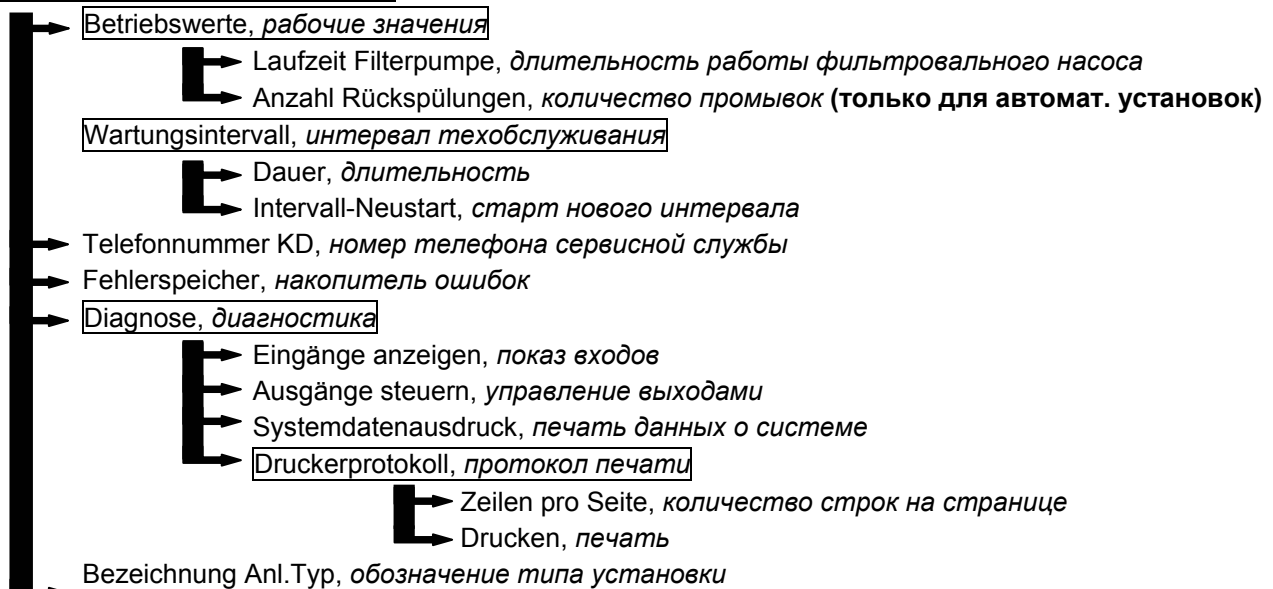 Betriebswerte, рабочие значения
Laufzeit Filterpumpe, длительность работы фильтровального насоса
Anzahl Rückspülungen, количество промывок (только для автомат. установок)
Wartungsintervall, интервал техобслуживания
Dauer, длительность
Intervall-Neustart, старт нового интервала
Telefonnummer KD, номер телефона сервисной службы
Fehlerspeicher, накопитель ошибок
Diagnose, диагностика
Eingänge anzeigen, показ входов
Ausgänge steuern, управление выходами
Systemdatenausdruck, печать данных о системе
Druckerprotokoll, протокол печати
Zeilen pro Seite, количество строк на странице
Drucken, печать
Bezeichnung Anl.Typ, обозначение типа установки